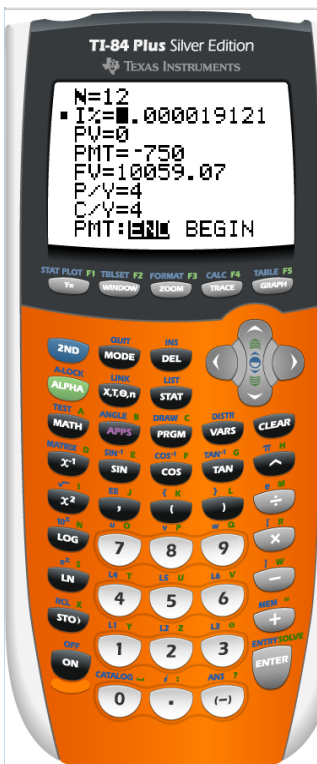 TI-84 Plus Silver Edition
TEXAS INSTRUMENTS
N=12
I%=.000019121
PV=0
PMT=-750
FV=10059.07
P/Y=4
C/Y=4
PMT:END BEGIN
STAT PLOT F1 TBLSET F2 FORMAT F3 CALC F4 TABLE F5
Y= WINDOW ZOOM TRACE GRAPH
QUIT INS
2ND MODE DEL
A-LOCK LINK LIST
ALPHA X,T,θ,n STAT
TEST A ANGLE B DRAW C DISTR
MATH APPS PRGM VARS CLEAR
MATRIX D SIN⁻¹ E COS⁻¹ F TAN⁻¹ G π H
x⁻¹ SIN COS TAN ^
√ I EE J { K } L e M
x² , ( ) ÷
10ˣ N u O v P w Q [ R
LOG 7 8 9 ×
eˣ S L4 T L5 U L6 V ] W
LN 4 5 6 −
RCL X L1 Y L2 Z L3 θ MEM "
STO› 1 2 3 +
OFF CATALOG ⎵ i : ANS ? ENTRY SOLVE
ON 0 . (-) ENTER